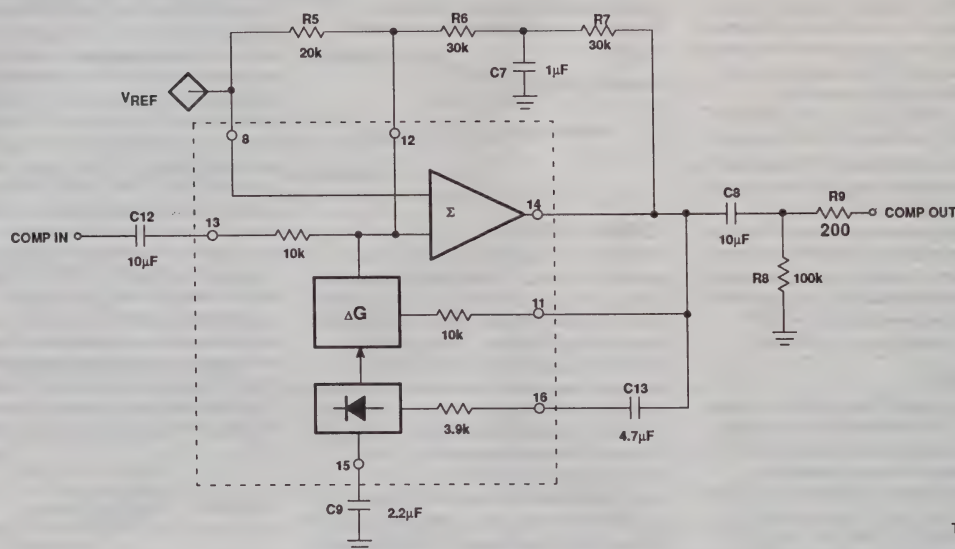 R5
20k
R6
30k
R7
30k
C7
1µF
VREF
8
12
Σ
14
C8
10µF
R9
200
COMP OUT
COMP IN
C12
10µF
13
10k
R8
100k
ΔG
10k
11
16
3.9k
C13
4.7µF
15
C9
2.2µF